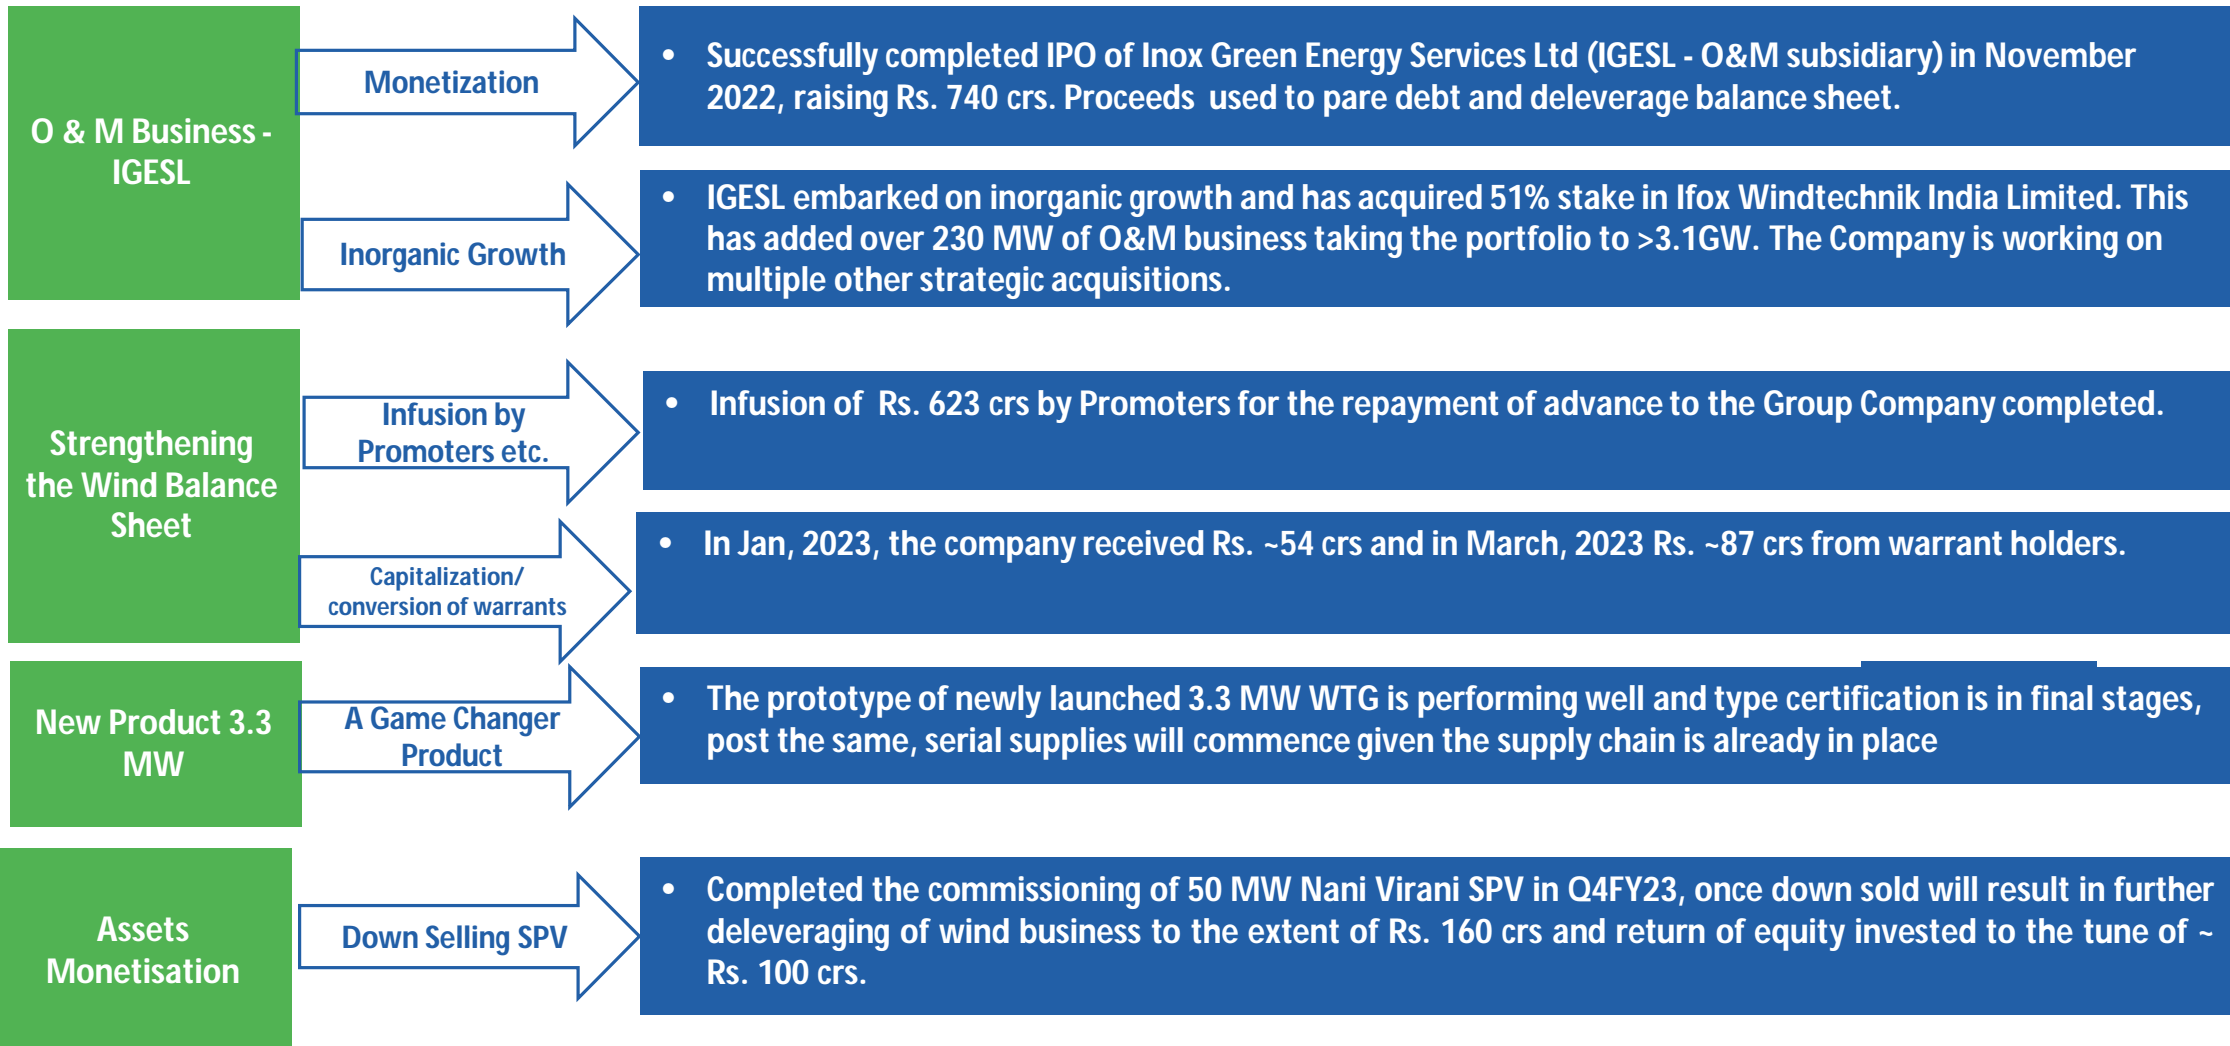 O & M Business -
IGESL
Monetization
• Successfully completed IPO of Inox Green Energy Services Ltd (IGESL - O&M subsidiary) in November
2022, raising Rs. 740 crs. Proceeds used to pare debt and deleverage balance sheet.
Inorganic Growth
• IGESL embarked on inorganic growth and has acquired 51% stake in Ifox Windtechnik India Limited. This
has added over 230 MW of O&M business taking the portfolio to >3.1GW. The Company is working on
multiple other strategic acquisitions.
Strengthening
the Wind Balance
Sheet
Infusion by
Promoters etc.
• Infusion of Rs. 623 crs by Promoters for the repayment of advance to the Group Company completed.
Capitalization/
conversion of warrants
• In Jan, 2023, the company received Rs. ~54 crs and in March, 2023 Rs. ~87 crs from warrant holders.
New Product 3.3
MW
A Game Changer
Product
• The prototype of newly launched 3.3 MW WTG is performing well and type certification is in final stages,
post the same, serial supplies will commence given the supply chain is already in place
Assets
Monetisation
Down Selling SPV
• Completed the commissioning of 50 MW Nani Virani SPV in Q4FY23, once down sold will result in further
deleveraging of wind business to the extent of Rs. 160 crs and return of equity invested to the tune of ~
Rs. 100 crs.